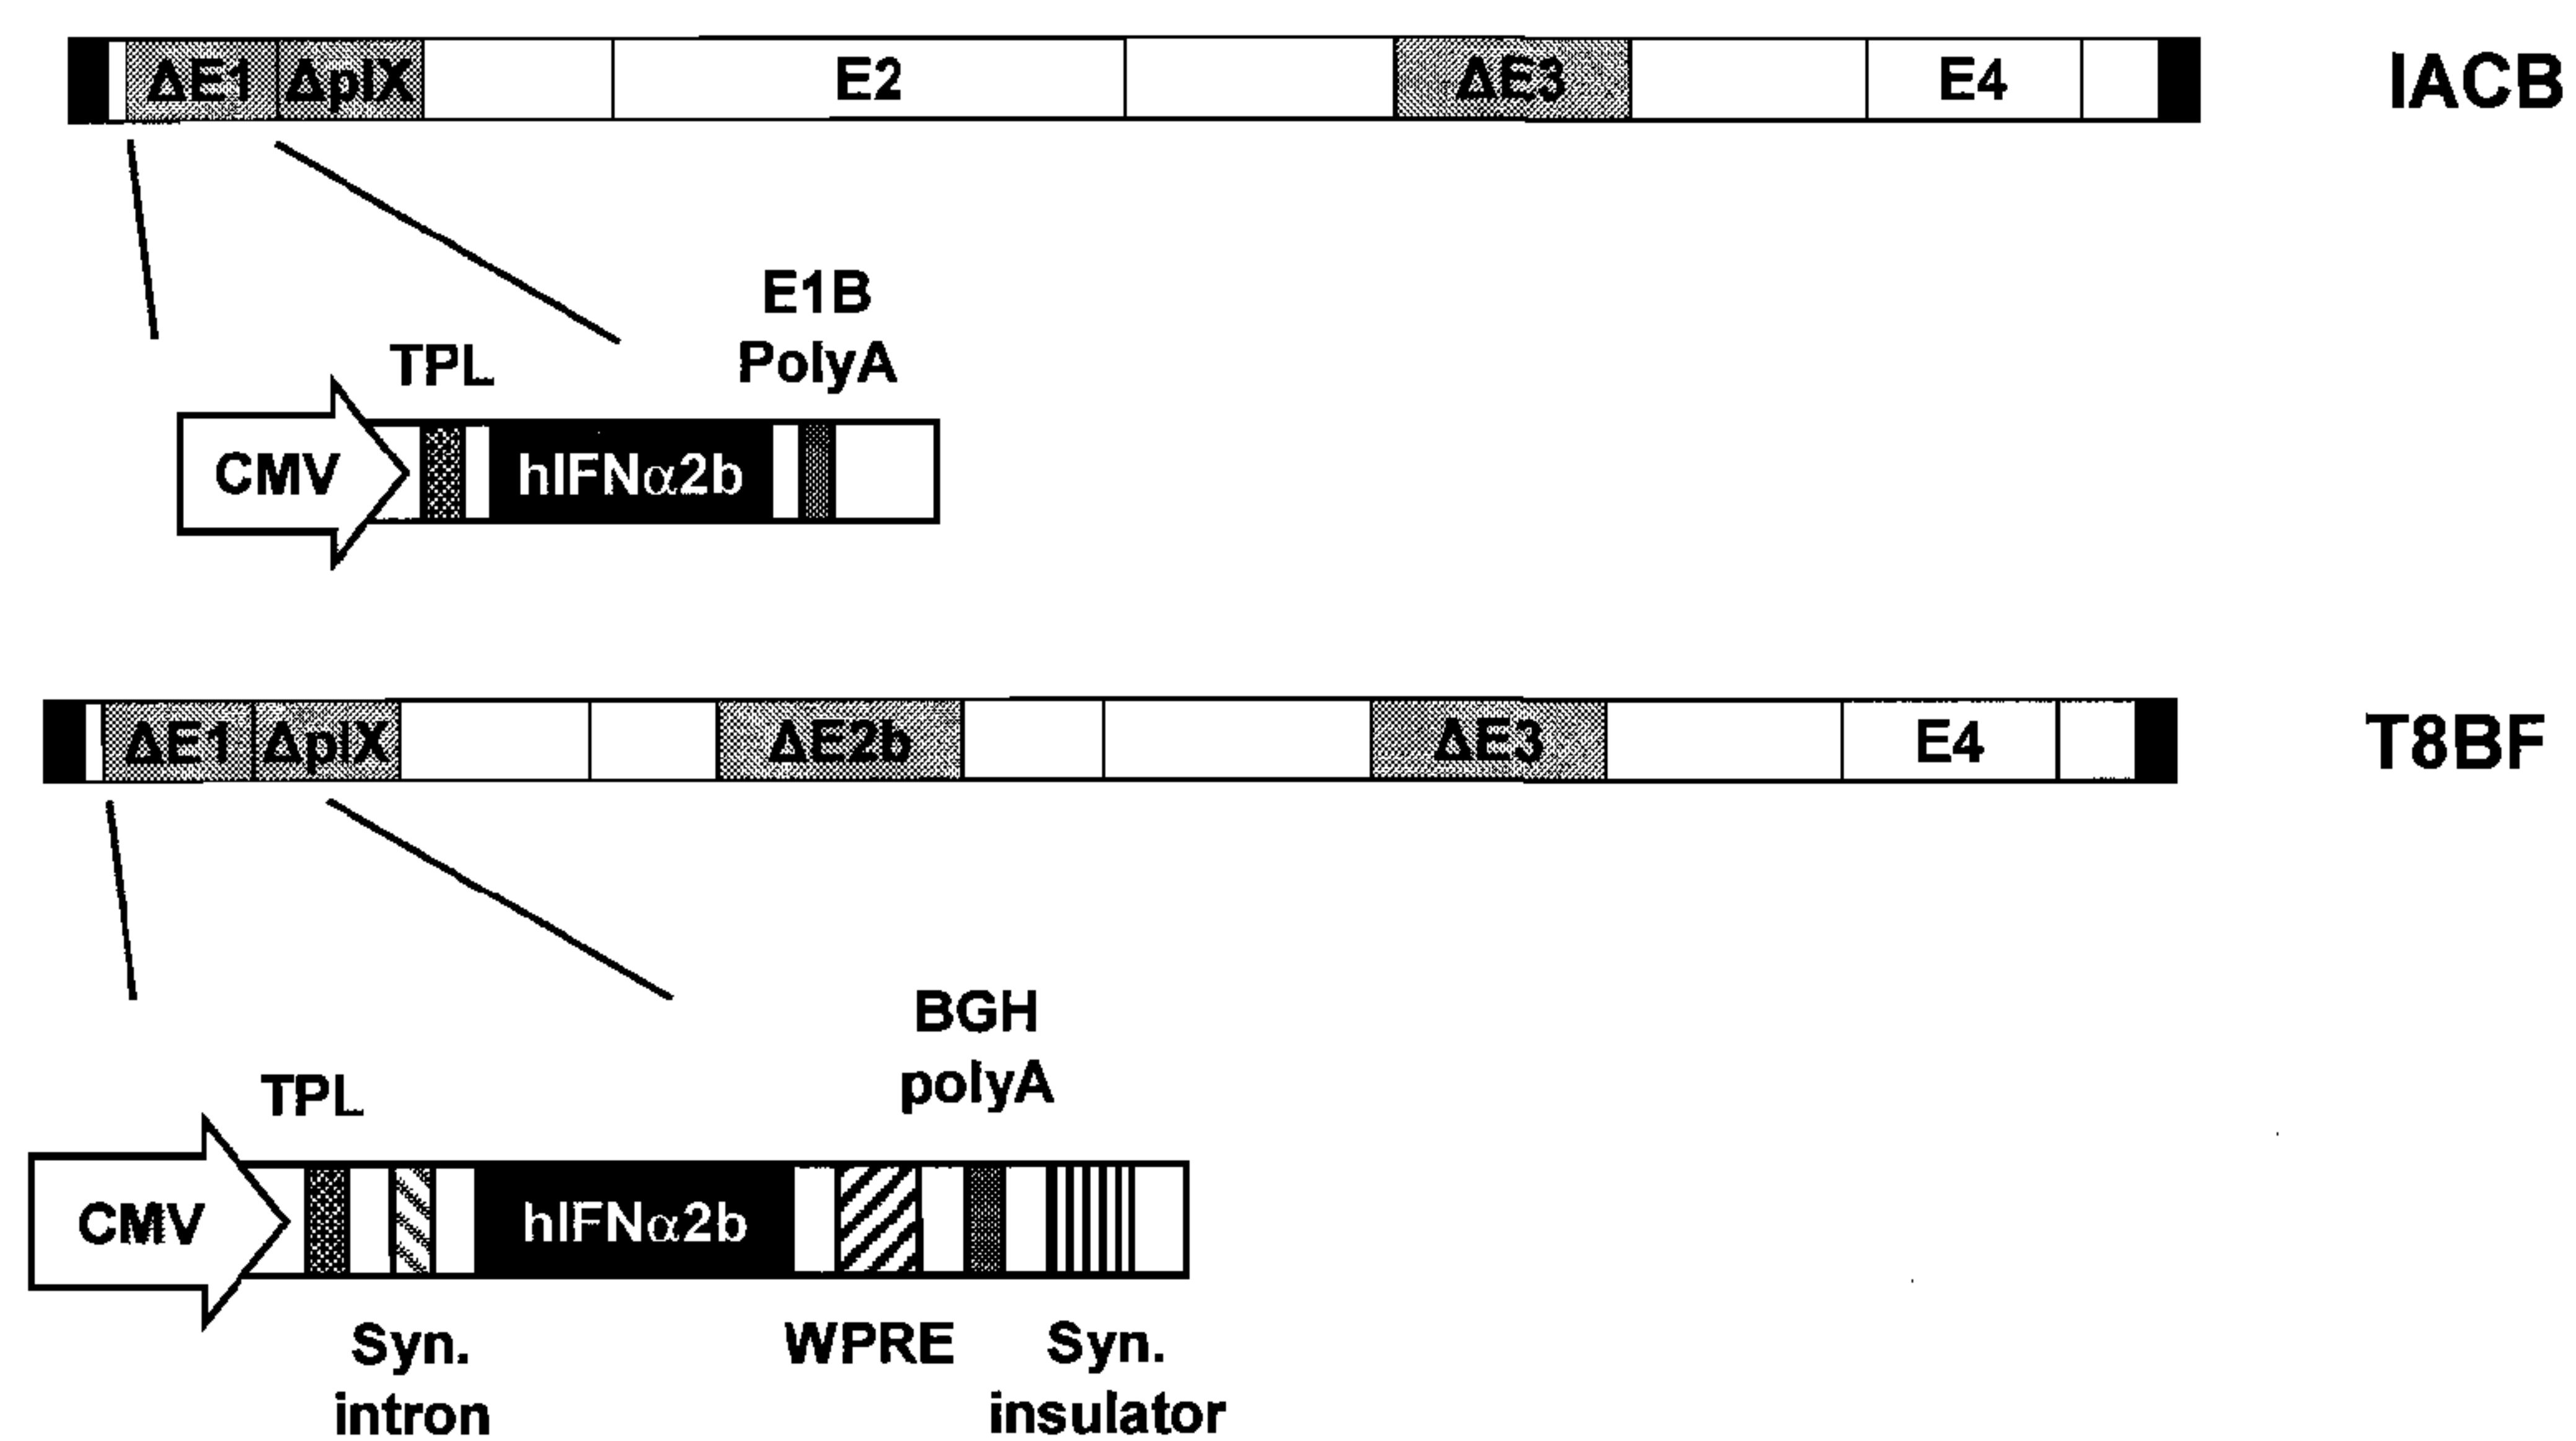 ΔE1 ΔpIX E2 ΔE3 E4 IACB
E1B
TPL PolyA
CMV hIFNα2b
ΔE1 ΔpIX ΔE2b ΔE3 E4 T8BF
BGH
TPL polyA
CMV hIFNα2b
Syn. WPRE Syn.
intron insulator